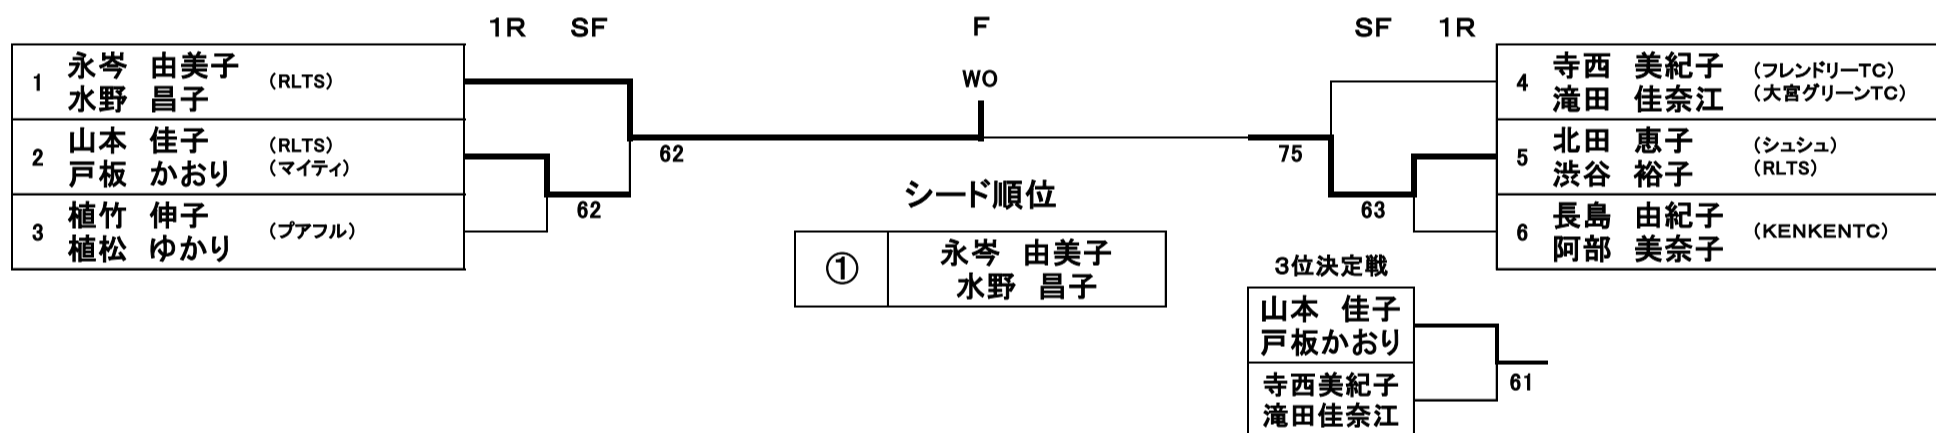 1R SF F SF 1R
1 永岑 由美子 (RLTS)
水野 昌子
2 山本 佳子 (RLTS)
戸板 かおり (マイティ)
3 植竹 伸子 (プアフル)
植松 ゆかり
62
62
WO
シード順位
① 永岑 由美子
水野 昌子
75
63
4 寺西 美紀子 (フレンドリーTC)
滝田 佳奈江 (大宮グリーンTC)
5 北田 恵子 (シュシュ)
渋谷 裕子 (RLTS)
6 長島 由紀子 (KENKENTC)
阿部 美奈子
3位決定戦
山本 佳子
戸板かおり
寺西美紀子
滝田佳奈江
61